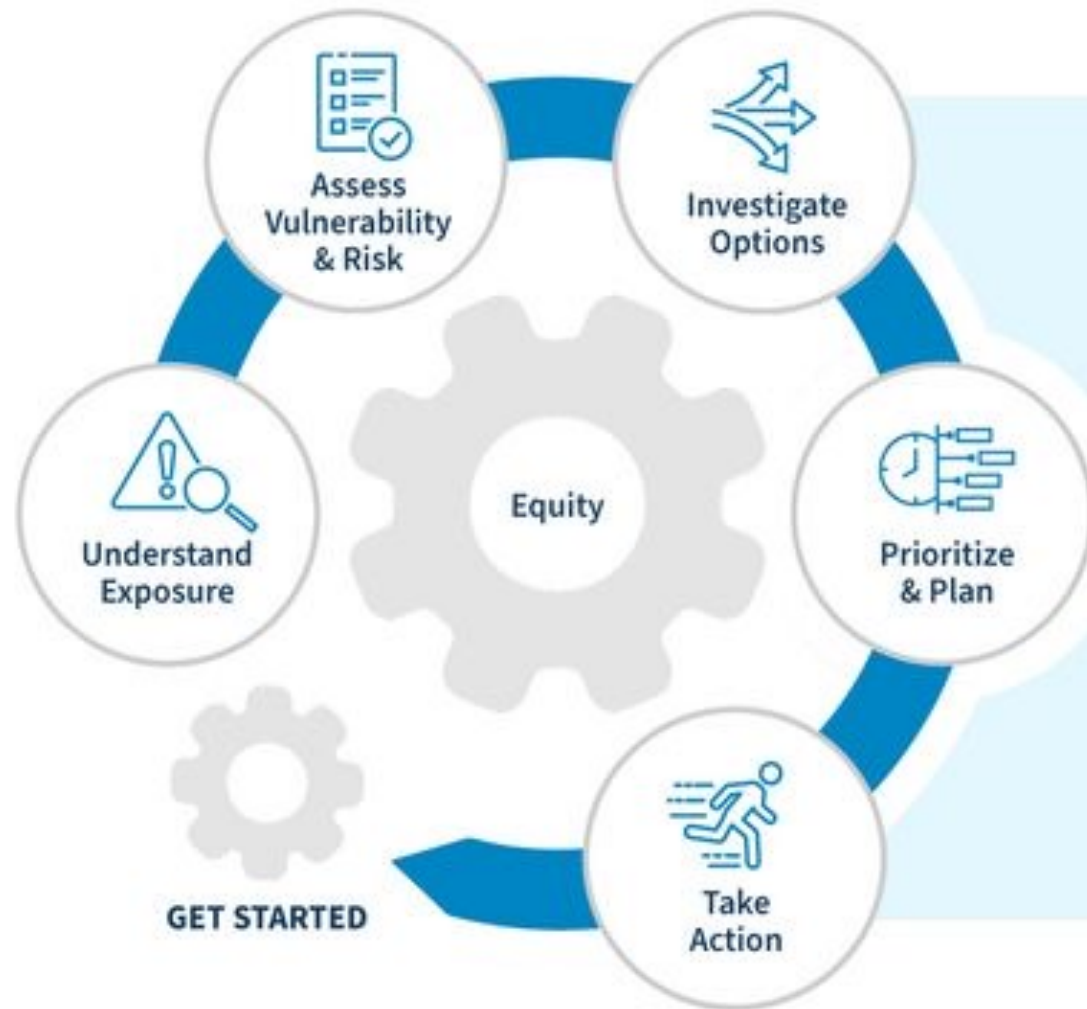 Assess
Vulnerability
& Risk
Investigate
Options
Understand
Exposure
Equity
Prioritize
& Plan
GET STARTED
Take
Action